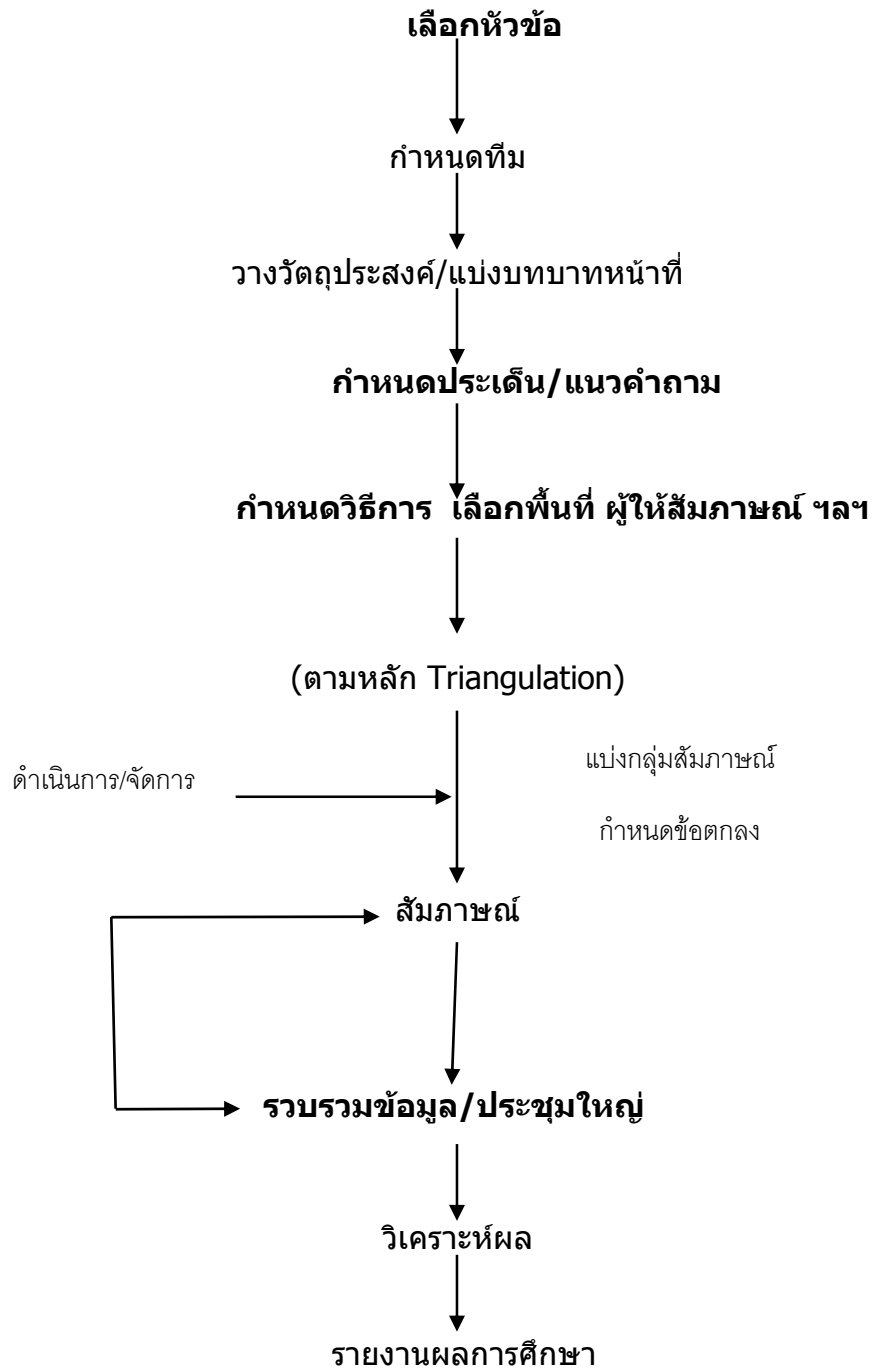 เลือกหัวข้อ
กำหนดทีม
วางวัตถุประสงค์/แบ่งบทบาทหน้าที่
กำหนดประเด็น/แนวคำถาม
กำหนดวิธีการ เลือกพื้นที่ ผู้ให้สัมภาษณ์ ฯลฯ
(ตามหลัก Triangulation)
แบ่งกลุ่มสัมภาษณ์
ดำเนินการ/จัดการ
กำหนดข้อตกลง
สัมภาษณ์
รวบรวมข้อมูล/ประชุมใหญ่
วิเคราะห์ผล
รายงานผลการศึกษา